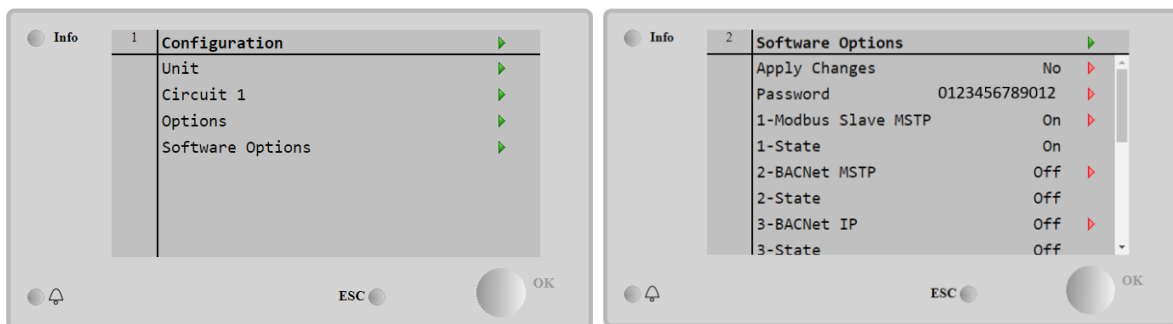 Info
1 Configuration
Unit
Circuit 1
Options
Software Options
ESC
OK
Info
2 Software Options
Apply Changes No
Password 0123456789012
1-Modbus Slave MSTP On
1-State On
2-BACNet MSTP Off
2-State Off
3-BACNet IP Off
3-State Off
ESC
OK